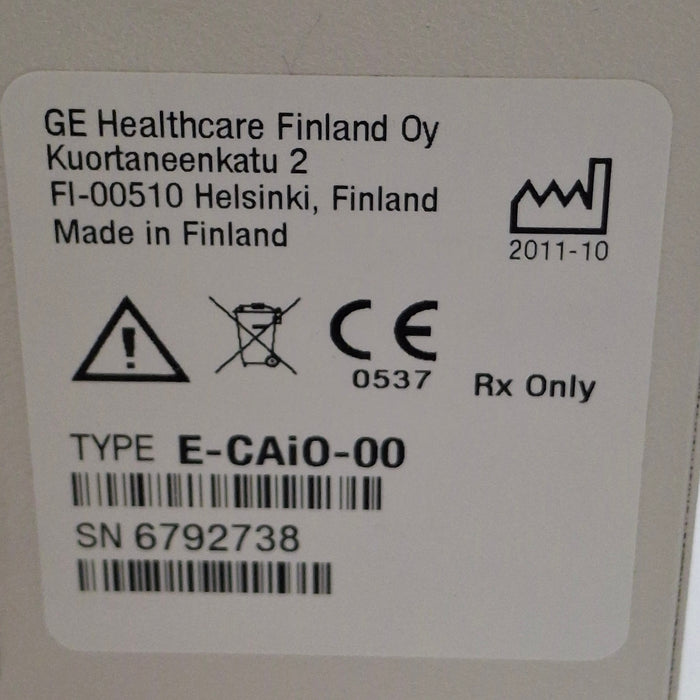 GE Healthcare Finland Oy
Kuortaneenkatu 2
FI-00510 Helsinki, Finland
Made in Finland
2011-10
!
CE
0537
Rx Only
TYPE E-CAiO-00
SN 6792738